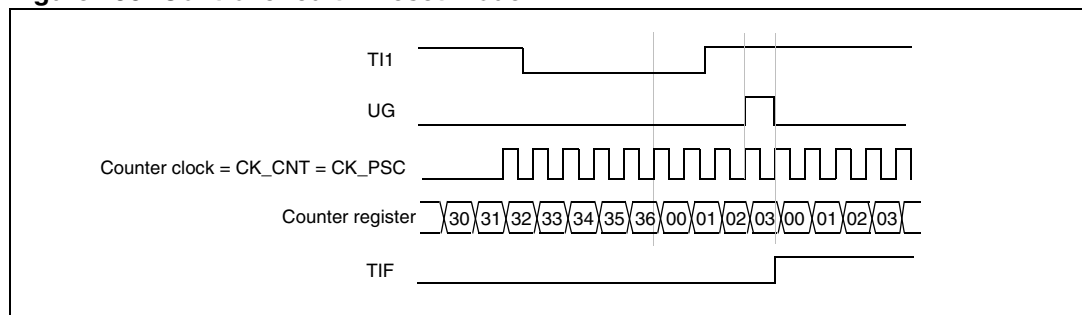 TI1
UG
Counter clock = CK_CNT = CK_PSC
Counter register 30 31 32 33 34 35 36 00 01 02 03 00 01 02 03
TIF